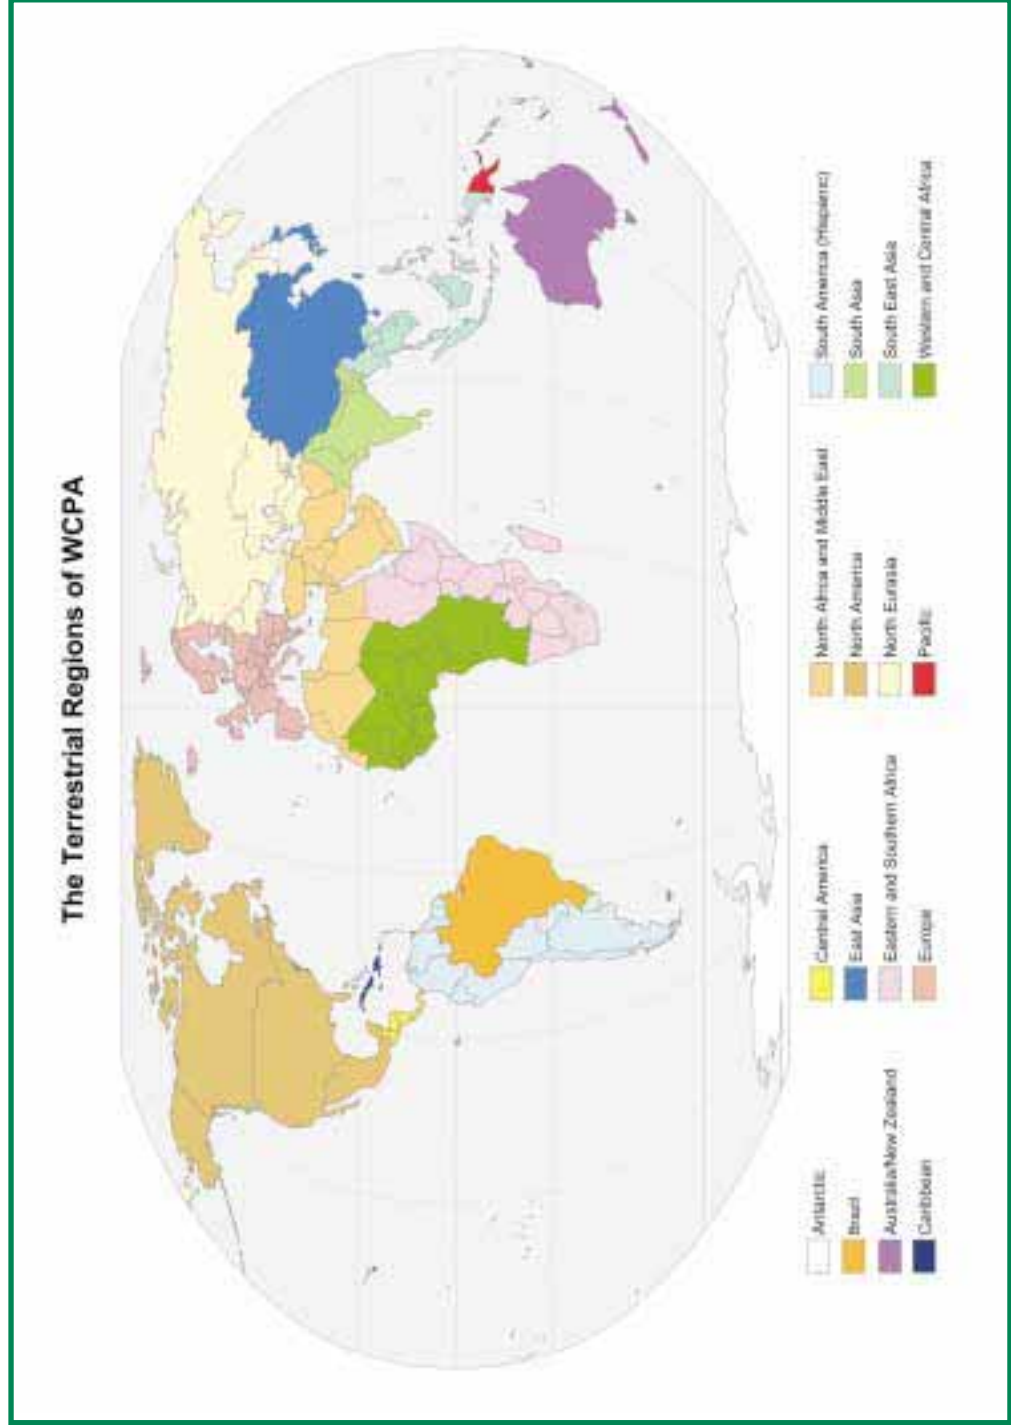 The Terrestrial Regions of WCPA
Antarctic
Brazil
Australia/New Zealand
Caribbean
Central America
East Asia
Eastern and Southern Africa
Europe
North Africa and Middle East
North America
North Eurasia
Pacific
South America (Hispanic)
South Asia
South East Asia
Western and Central Africa